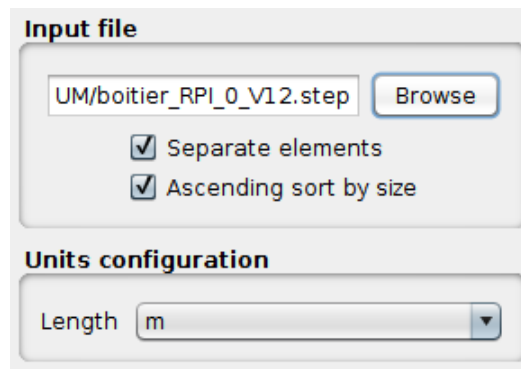 Input file
UM/boitier_RPI_0_V12.step Browse
Separate elements
Ascending sort by size
Units configuration
Length m